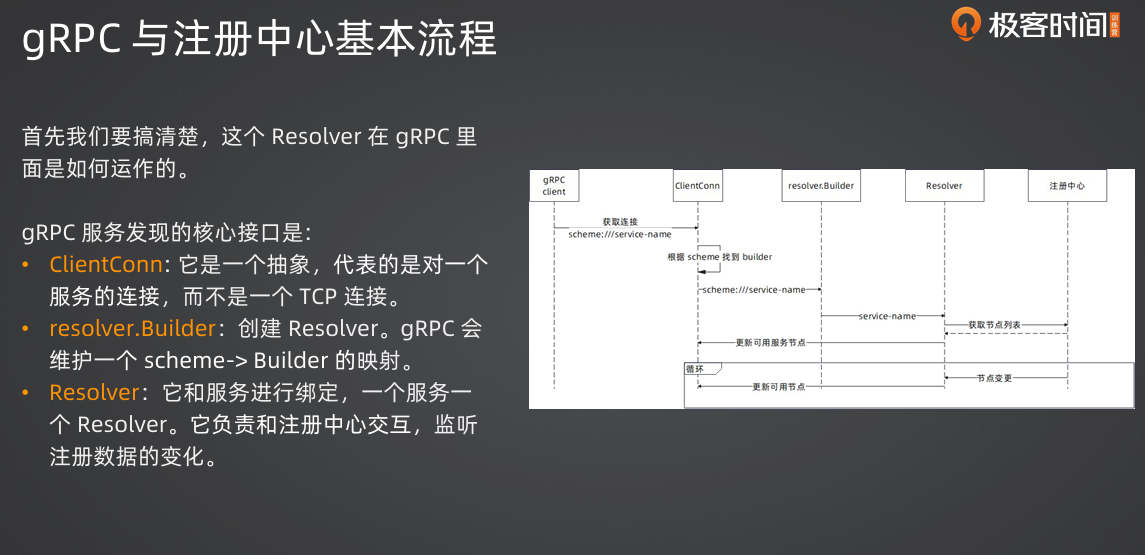 gRPC 与注册中心基本流程
极客时间
训练营
首先我们要搞清楚，这个 Resolver 在 gRPC 里
面是如何运作的。
gRPC 服务发现的核心接口是：
• ClientConn: 它是一个抽象，代表的是对一个
服务的连接，而不是一个 TCP 连接。
• resolver.Builder：创建 Resolver。gRPC 会
维护一个 scheme-> Builder 的映射。
• Resolver：它和服务进行绑定，一个服务一
个 Resolver。它负责和注册中心交互，监听
注册数据的变化。
gRPC
client
ClientConn
resolver.Builder
Resolver
注册中心
获取连接
scheme:///service-name
根据 scheme 找到 builder
scheme:///service-name
service-name
获取节点列表
更新可用服务节点
循环
节点变更
更新可用节点